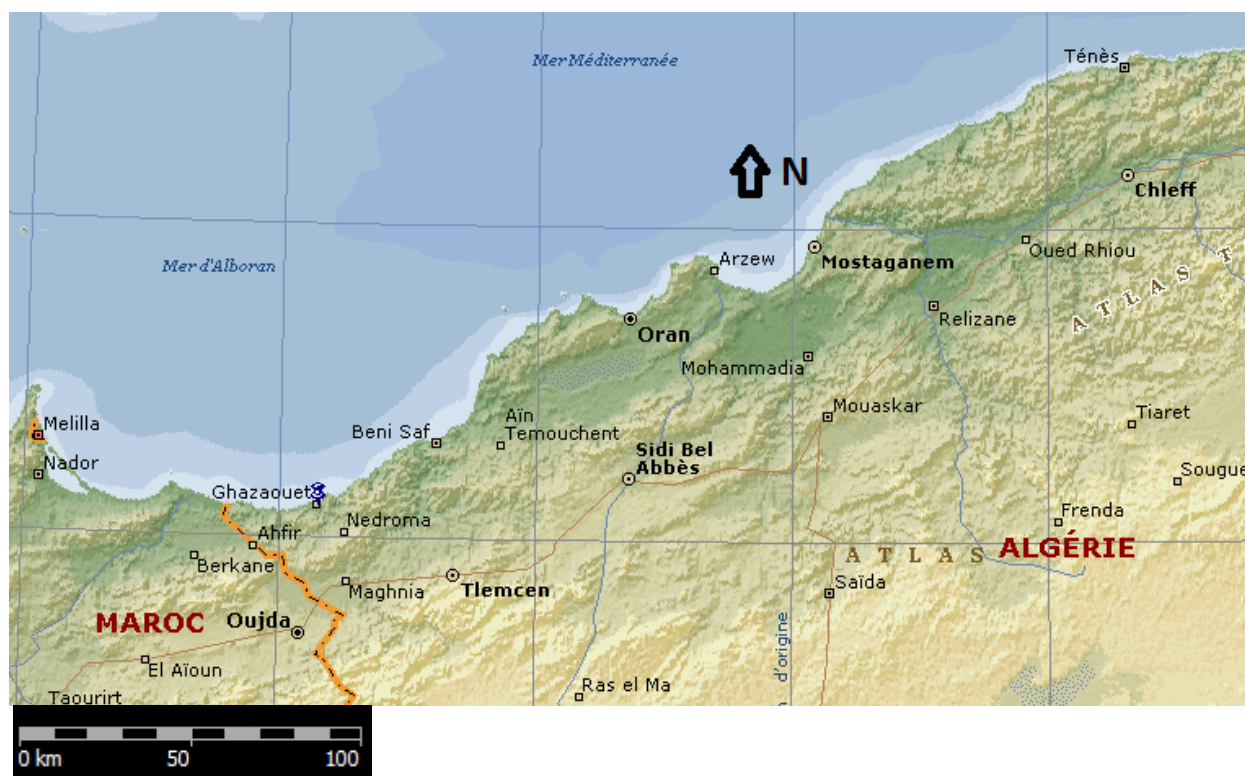 Ténès
Mer Méditerranée
N
Chleff
Arzew
Mostaganem
Oued Rhiou
ATLAS T
Mer d'Alboran
Oran
Relizane
Mohammadia
Melilla
Beni Saf
Aïn
Temouchent
Mouaskar
Tiaret
Nador
Sidi Bel
Abbès
Sougue
Ghazaouet
Nedroma
Frenda
Ahfir
Berkane
ATLAS
ALGÉRIE
Maghnia
Tlemcen
Saïda
MAROC
Oujda
d'origine
El Aïoun
Taourirt
Ras el Ma
0 km
50
100